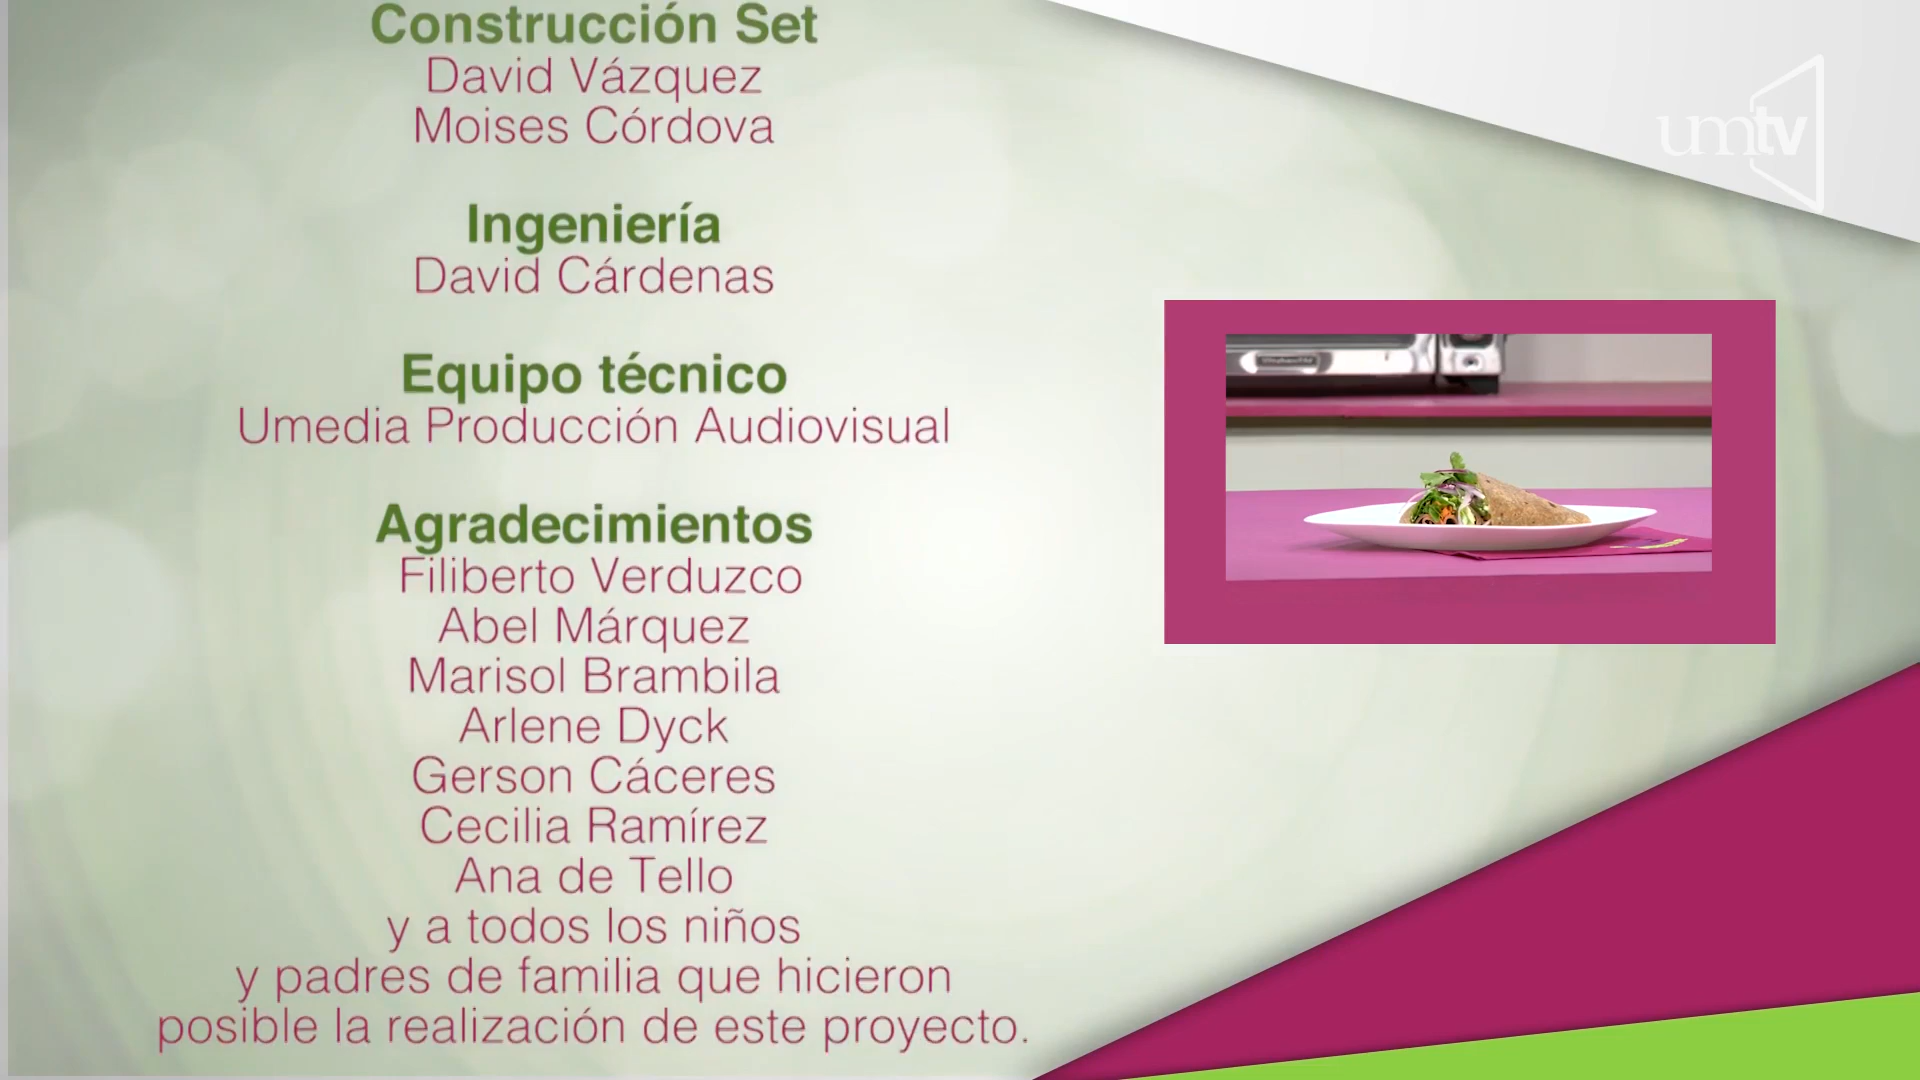 Construcción Set
David Vázquez
Moises Córdova
Ingeniería
David Cárdenas
Equipo técnico
Umedia Producción Audiovisual
Agradecimientos
Filiberto Verduzco
Abel Márquez
Marisol Brambila
Arlene Dyck
Gerson Cáceres
Cecilia Ramírez
Ana de Tello
y a todos los niños
y padres de familia que hicieron
posible la realización de este proyecto.
umtv